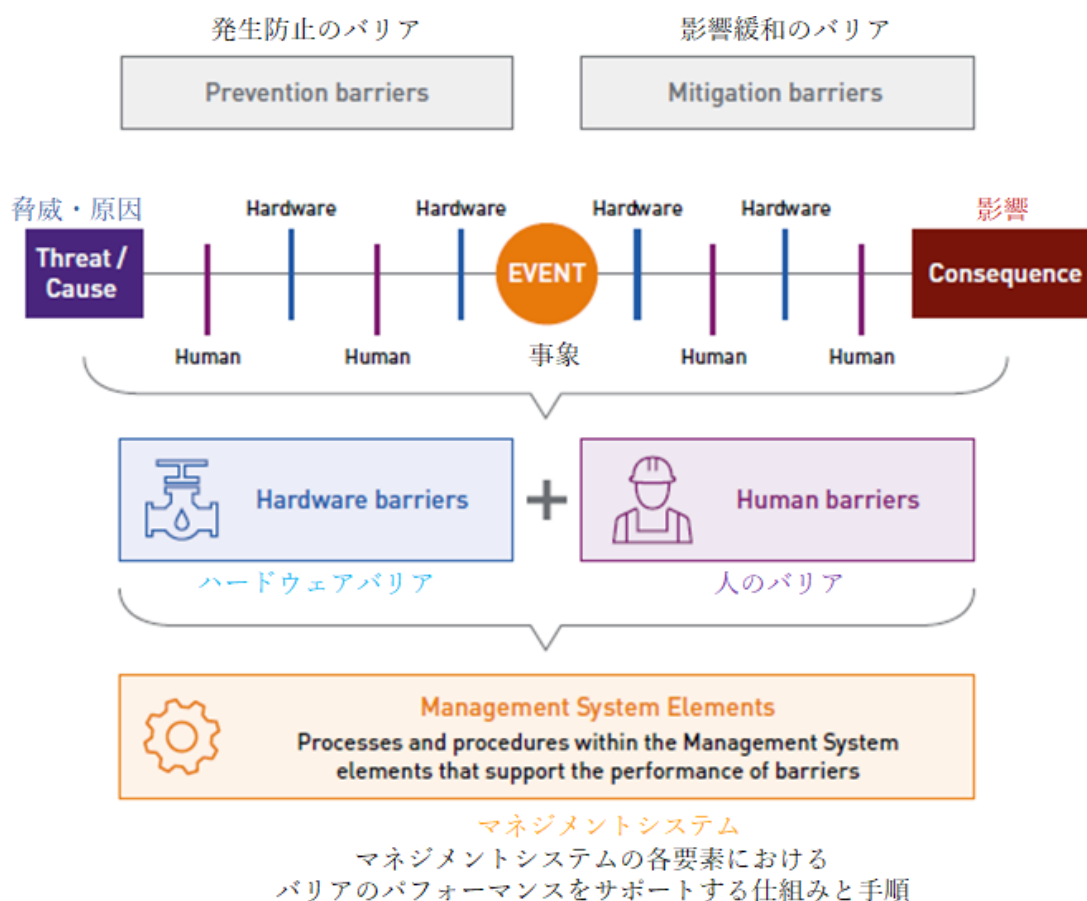 発生防止のバリア
影響緩和のバリア
Prevention barriers
Mitigation barriers
脅威・原因
Hardware
Hardware
Hardware
Hardware
影響
Threat /
Cause
EVENT
Consequence
Human
Human
事象
Human
Human
Hardware barriers
+
Human barriers
ハードウェアバリア
人のバリア
Management System Elements
Processes and procedures within the Management System
elements that support the performance of barriers
マネジメントシステム
マネジメントシステムの各要素における
バリアのパフォーマンスをサポートする仕組みと手順